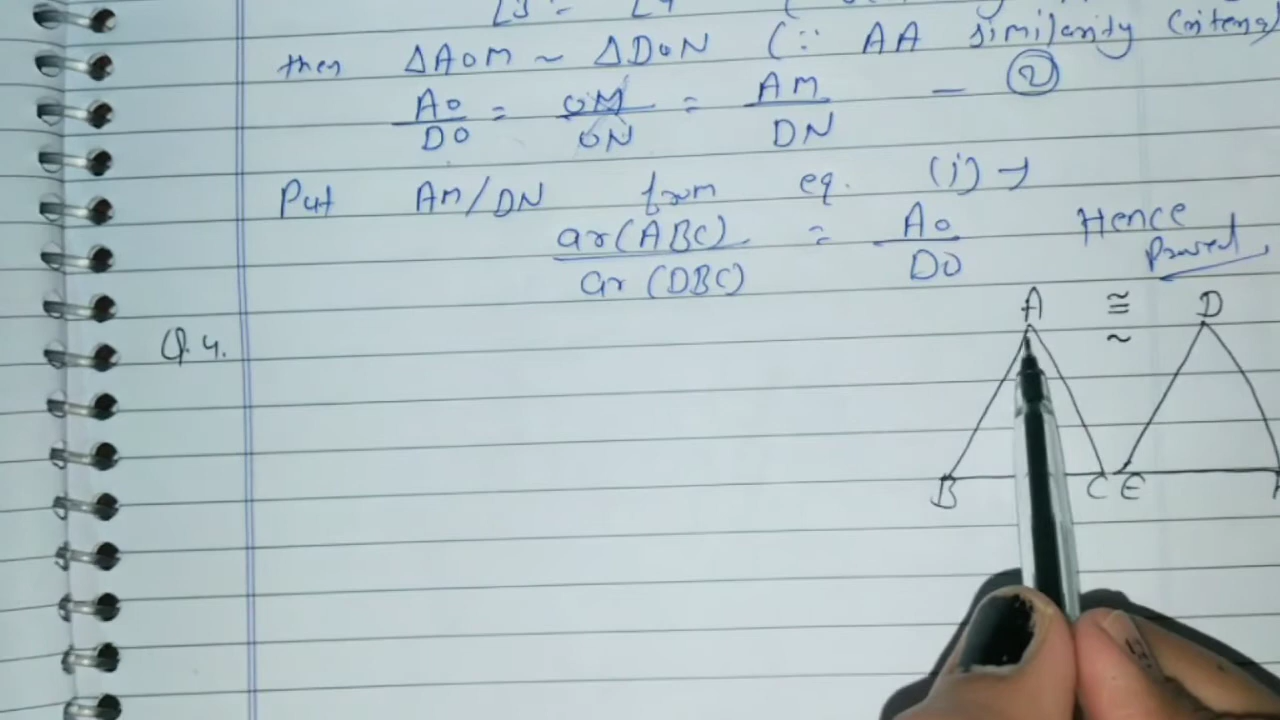 then ΔAOM ~ ΔDON (∵ AA similarity
AO/DO = OM/ON = AM/DN — ②
Put AM/DN from eq. (i) →
ar(ABC)/ar(DBC) = AO/DO Hence Proved
Q.4.
A ≅ ~ D
B C E